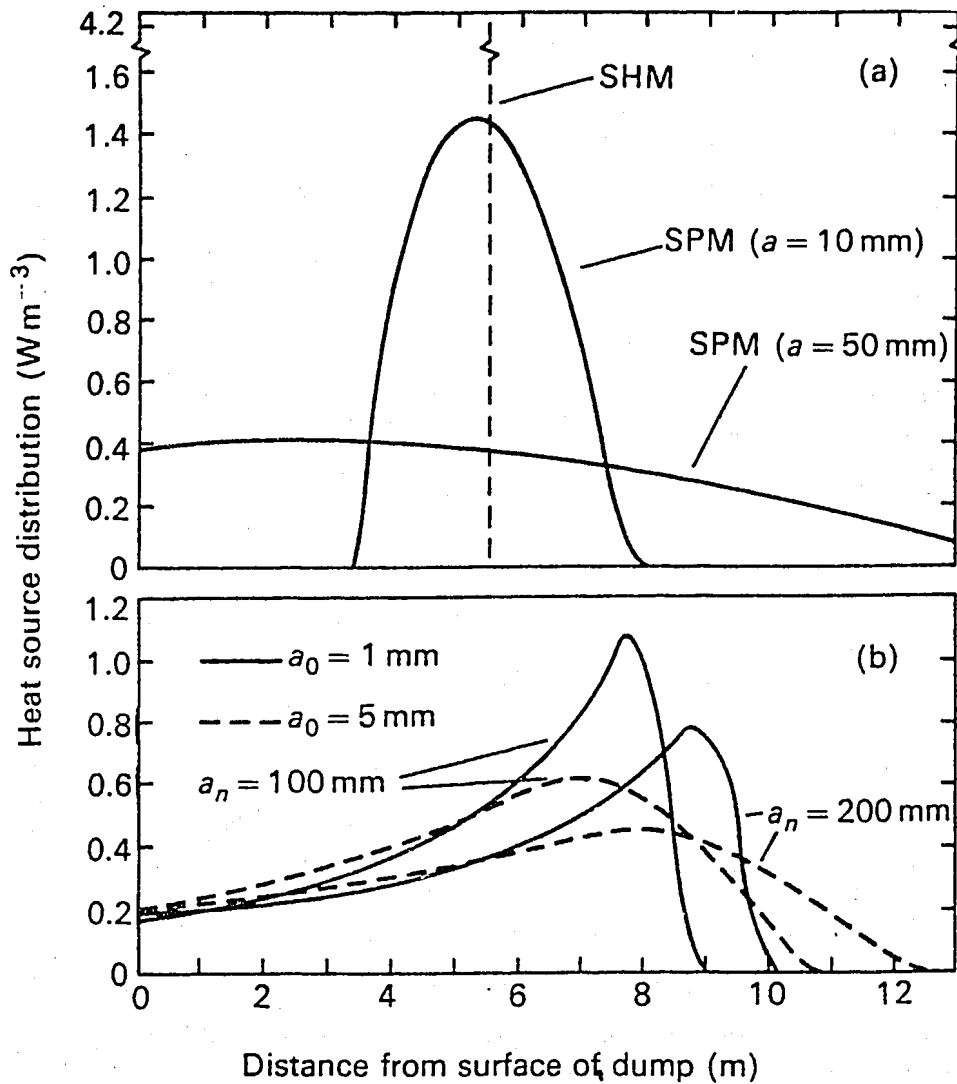 4.2
1.6
1.4
1.2
1.0
0.8
0.6
0.4
0.2
0
(a)
SHM
SPM (a = 10 mm)
SPM (a = 50 mm)
Heat source distribution (W m⁻³)
1.2
1.0
0.8
0.6
0.4
0.2
0
(b)
a₀ = 1 mm
a₀ = 5 mm
aₙ = 100 mm
aₙ = 200 mm
0 2 4 6 8 10 12
Distance from surface of dump (m)